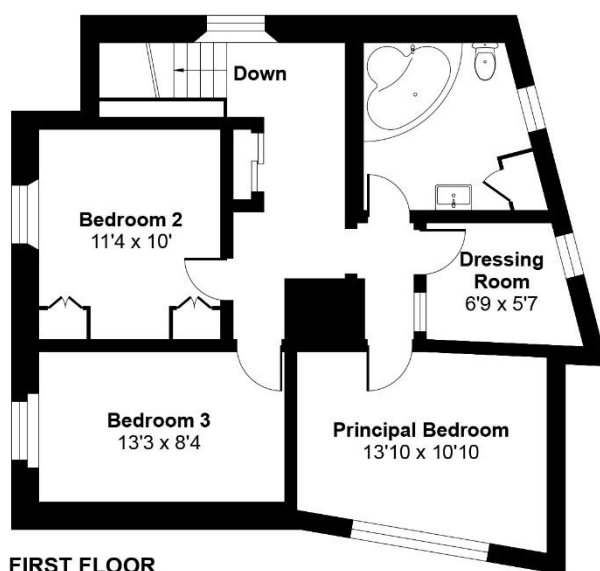 Down
Bedroom 2
11'4 x 10'
Dressing
Room
6'9 x 5'7
Bedroom 3
13'3 x 8'4
Principal Bedroom
13'10 x 10'10
FIRST FLOOR